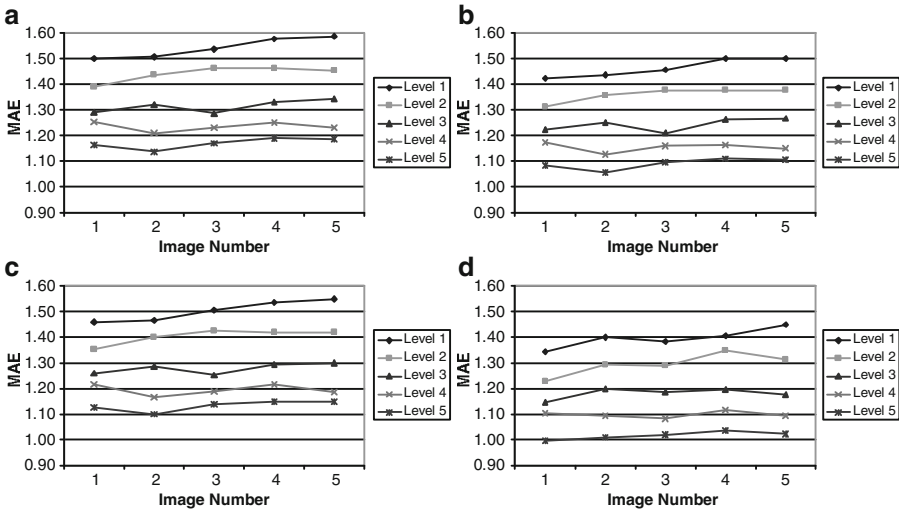 a
1.60
1.50
1.40
1.30
1.20
1.10
1.00
0.90
MAE
1 2 3 4 5
Image Number
Level 1
Level 2
Level 3
Level 4
Level 5
b
1.60
1.50
1.40
1.30
1.20
1.10
1.00
0.90
MAE
1 2 3 4 5
Image Number
Level 1
Level 2
Level 3
Level 4
Level 5
c
1.60
1.50
1.40
1.30
1.20
1.10
1.00
0.90
MAE
1 2 3 4 5
Image Number
Level 1
Level 2
Level 3
Level 4
Level 5
d
1.60
1.50
1.40
1.30
1.20
1.10
1.00
0.90
MAE
1 2 3 4 5
Image Number
Level 1
Level 2
Level 3
Level 4
Level 5